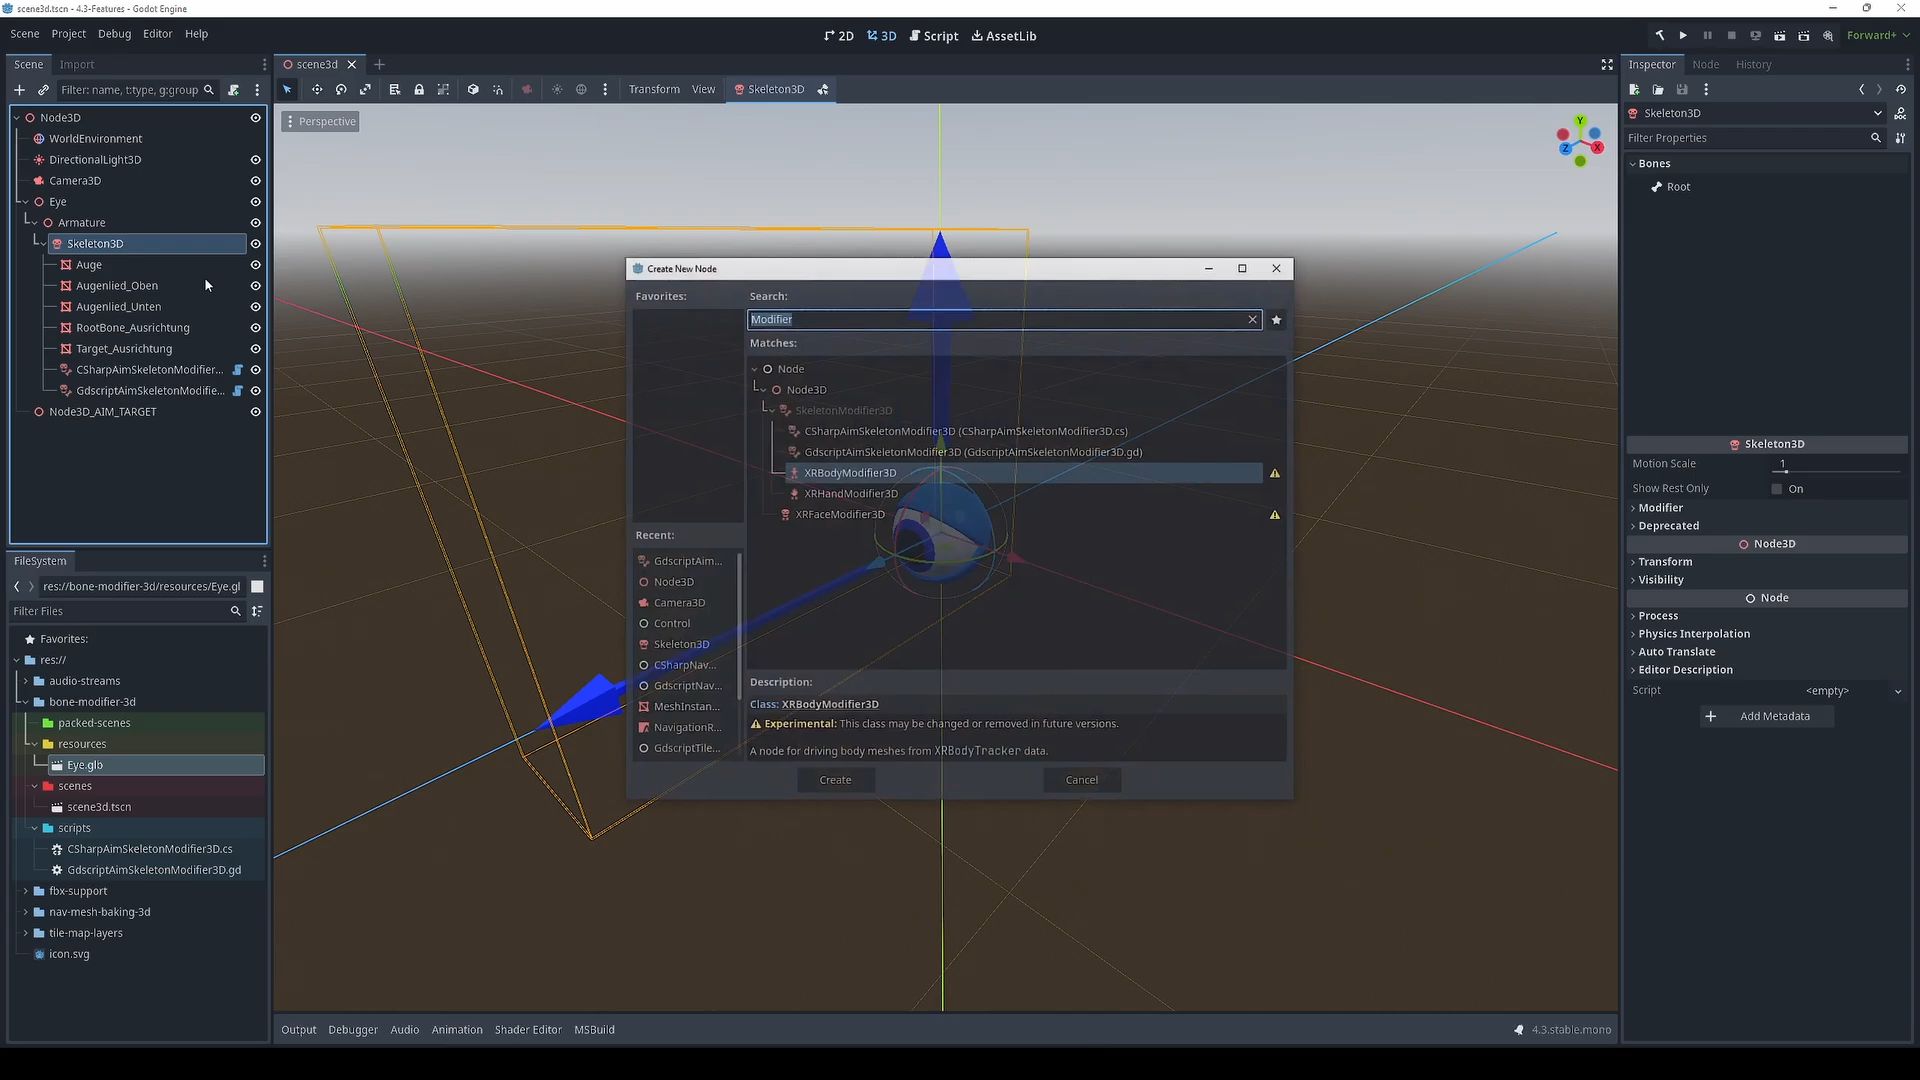 scene3d.tscn - 4.3-Features - Godot Engine
Scene Project Debug Editor Help
2D 3D Script AssetLib
Forward+
Scene Import
scene3d
Inspector Node History
Filter: name, t:type, g:group
Transform View Skeleton3D
Node3D
WorldEnvironment
DirectionalLight3D
Camera3D
Eye
Armature
Skeleton3D
Auge
Augenlied_Oben
Augenlied_Unten
RootBone_Ausrichtung
Target_Ausrichtung
CSharpAimSkeletonModifier...
GdscriptAimSkeletonModifie...
Node3D_AIM_TARGET
FileSystem
res://bone-modifier-3d/resources/Eye.gl
Filter Files
Favorites:
res://
audio-streams
bone-modifier-3d
packed-scenes
resources
Eye.glb
scenes
scene3d.tscn
scripts
CSharpAimSkeletonModifier3D.cs
GdscriptAimSkeletonModifier3D.gd
fbx-support
nav-mesh-baking-3d
tile-map-layers
icon.svg
Perspective
Y
Z
X
Create New Node
Favorites:
Search:
Modifier
Matches:
Node
Node3D
SkeletonModifier3D
CSharpAimSkeletonModifier3D (CSharpAimSkeletonModifier3D.cs)
GdscriptAimSkeletonModifier3D (GdscriptAimSkeletonModifier3D.gd)
XRBodyModifier3D
XRHandModifier3D
XRFaceModifier3D
Recent:
GdscriptAim...
Node3D
Camera3D
Control
Skeleton3D
CSharpNav...
GdscriptNav...
MeshInstan...
NavigationR...
GdscriptTile...
Description:
Class: XRBodyModifier3D
Experimental: This class may be changed or removed in future versions.
A node for driving body meshes from XRBodyTracker data.
Create Cancel
Output Debugger Audio Animation Shader Editor MSBuild
4.3.stable.mono
Skeleton3D
Filter Properties
Bones
Root
Skeleton3D
Motion Scale 1
Show Rest Only On
Modifier
Deprecated
Node3D
Transform
Visibility
Node
Process
Physics Interpolation
Auto Translate
Editor Description
Script <empty>
Add Metadata